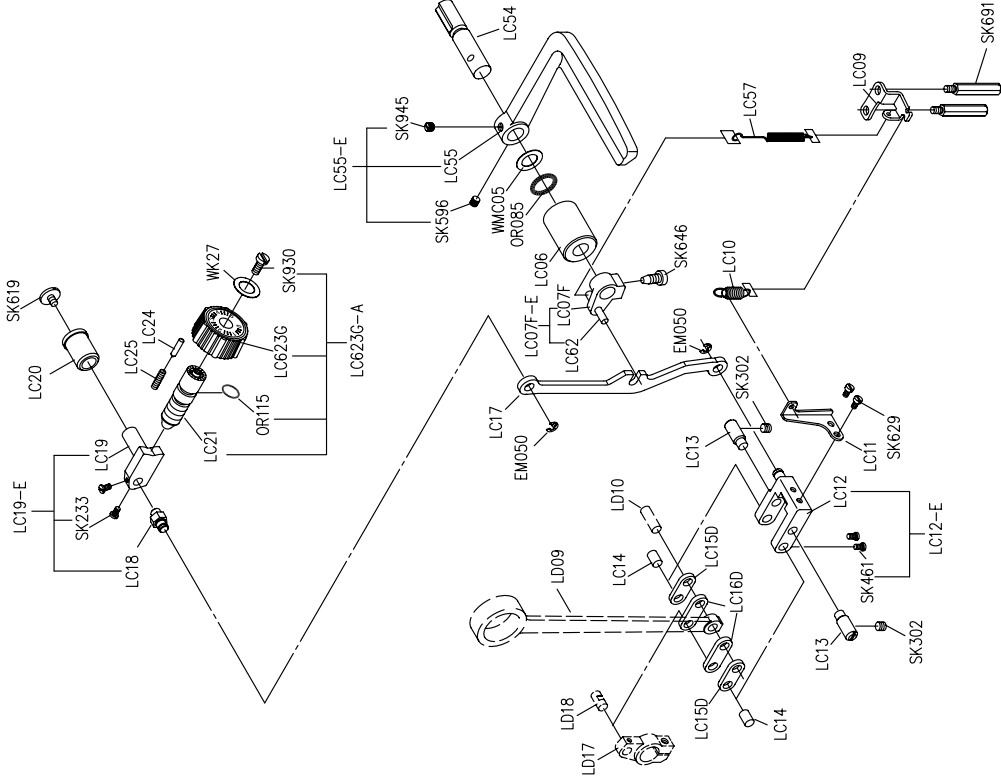 LC54
SK691
LC09
LC57
SK945
LC55
LC55-E
SK596
WMC05
OR085
LC06
SK646
LC10
LC07F
LC07F-E
LC62
SK619
LC20
LC24
LC25
WK27
SK930
LC623G
LC623G-A
OR115
LC21
LC19
LC19-E
SK233
LC18
LC17
EM050
EM050
SK302
LC13
SK629
LC11
LC12
LC12-E
SK461
LD10
LC14
LC15D
LC16D
LD09
LC13
SK302
LD18
LD17
LC15D
LC14